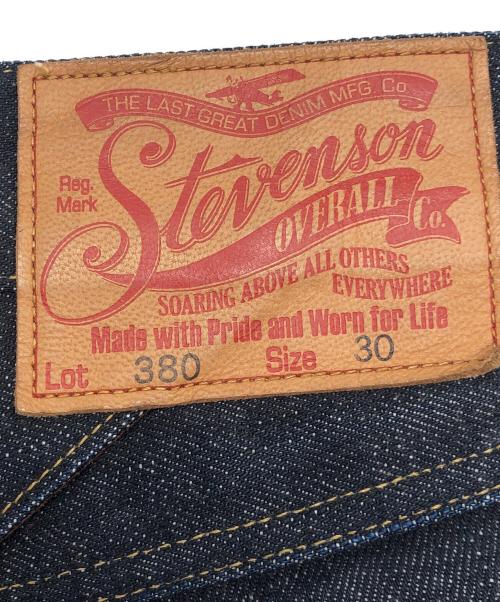 THE LAST GREAT DENIM MFG. Co.
Stevenson
Reg.
Mark
OVERALL Co.
SOARING ABOVE ALL OTHERS
EVERYWHERE
Made with Pride and Worn for Life
Lot 380 Size 30